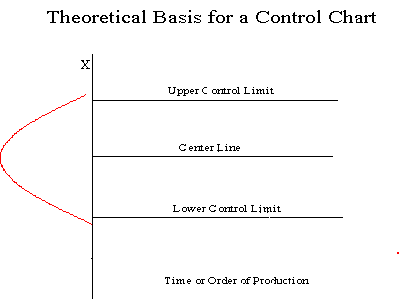 Theoretical Basis for a Control Chart
X
Upper Control Limit
Center Line
Lower Control Limit
Time or Order of Production